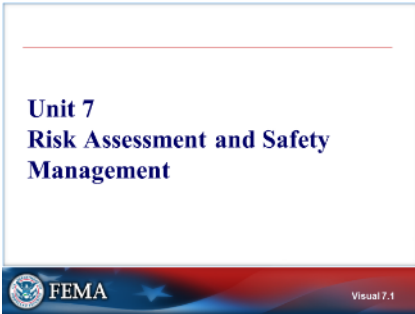 Unit 7
Risk Assessment and Safety
Management
FEMA
Visual 7.1